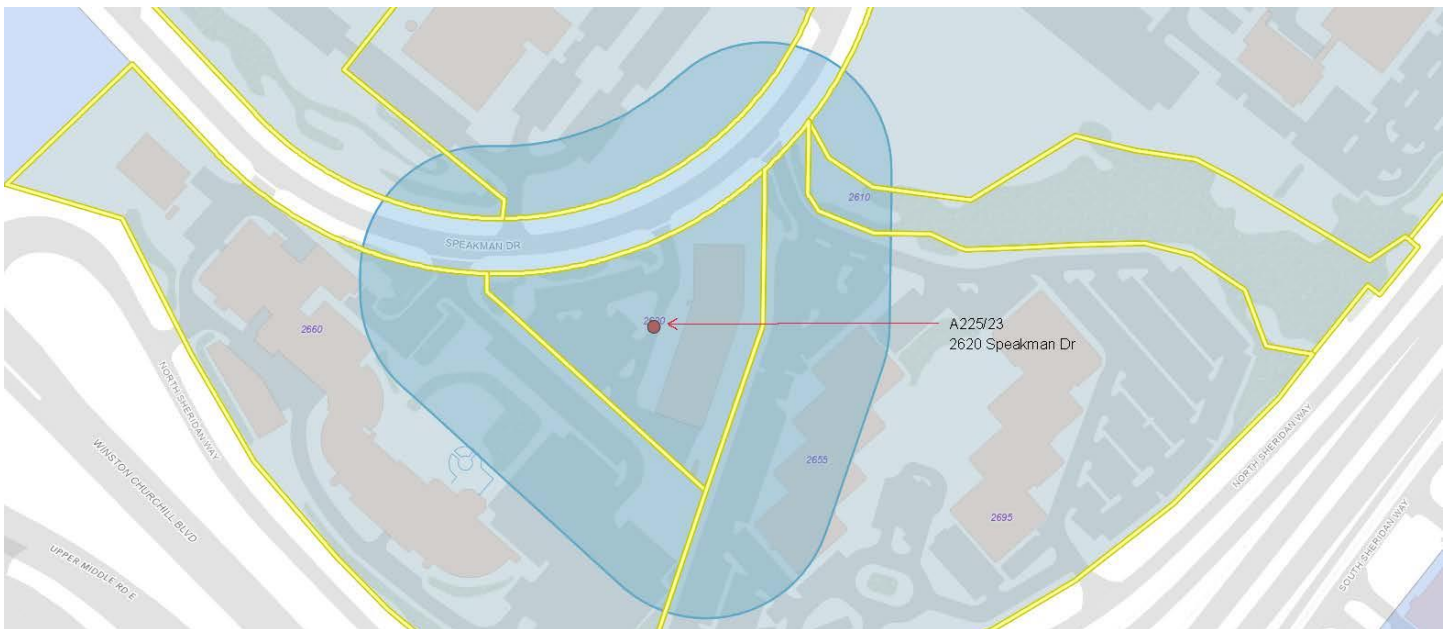 2610
SPEAKMAN DR
2660
2620
A225/23
2620 Speakman Dr
NORTH SHERIDAN WAY
WINSTON CHURCHILL BLVD
UPPER MIDDLE RD E
2655
2695
NORTH SHERIDAN WAY
SOUTH SHERIDAN WAY